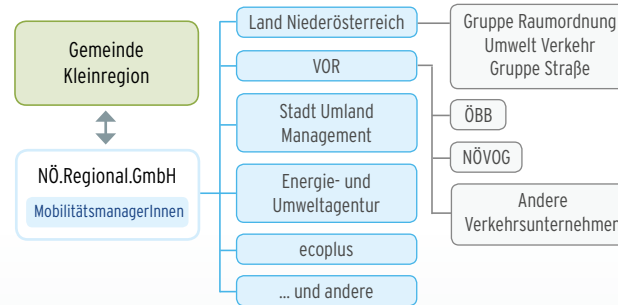 Gemeinde
Kleinregion
NÖ.Regional.GmbH
MobilitätsmanagerInnen
Land Niederösterreich
VOR
Stadt Umland
Management
Energie- und
Umweltagentur
ecoplus
... und andere
Gruppe Raumordnung
Umwelt Verkehr
Gruppe Straße
ÖBB
NÖVOG
Andere
Verkehrsunternehmen